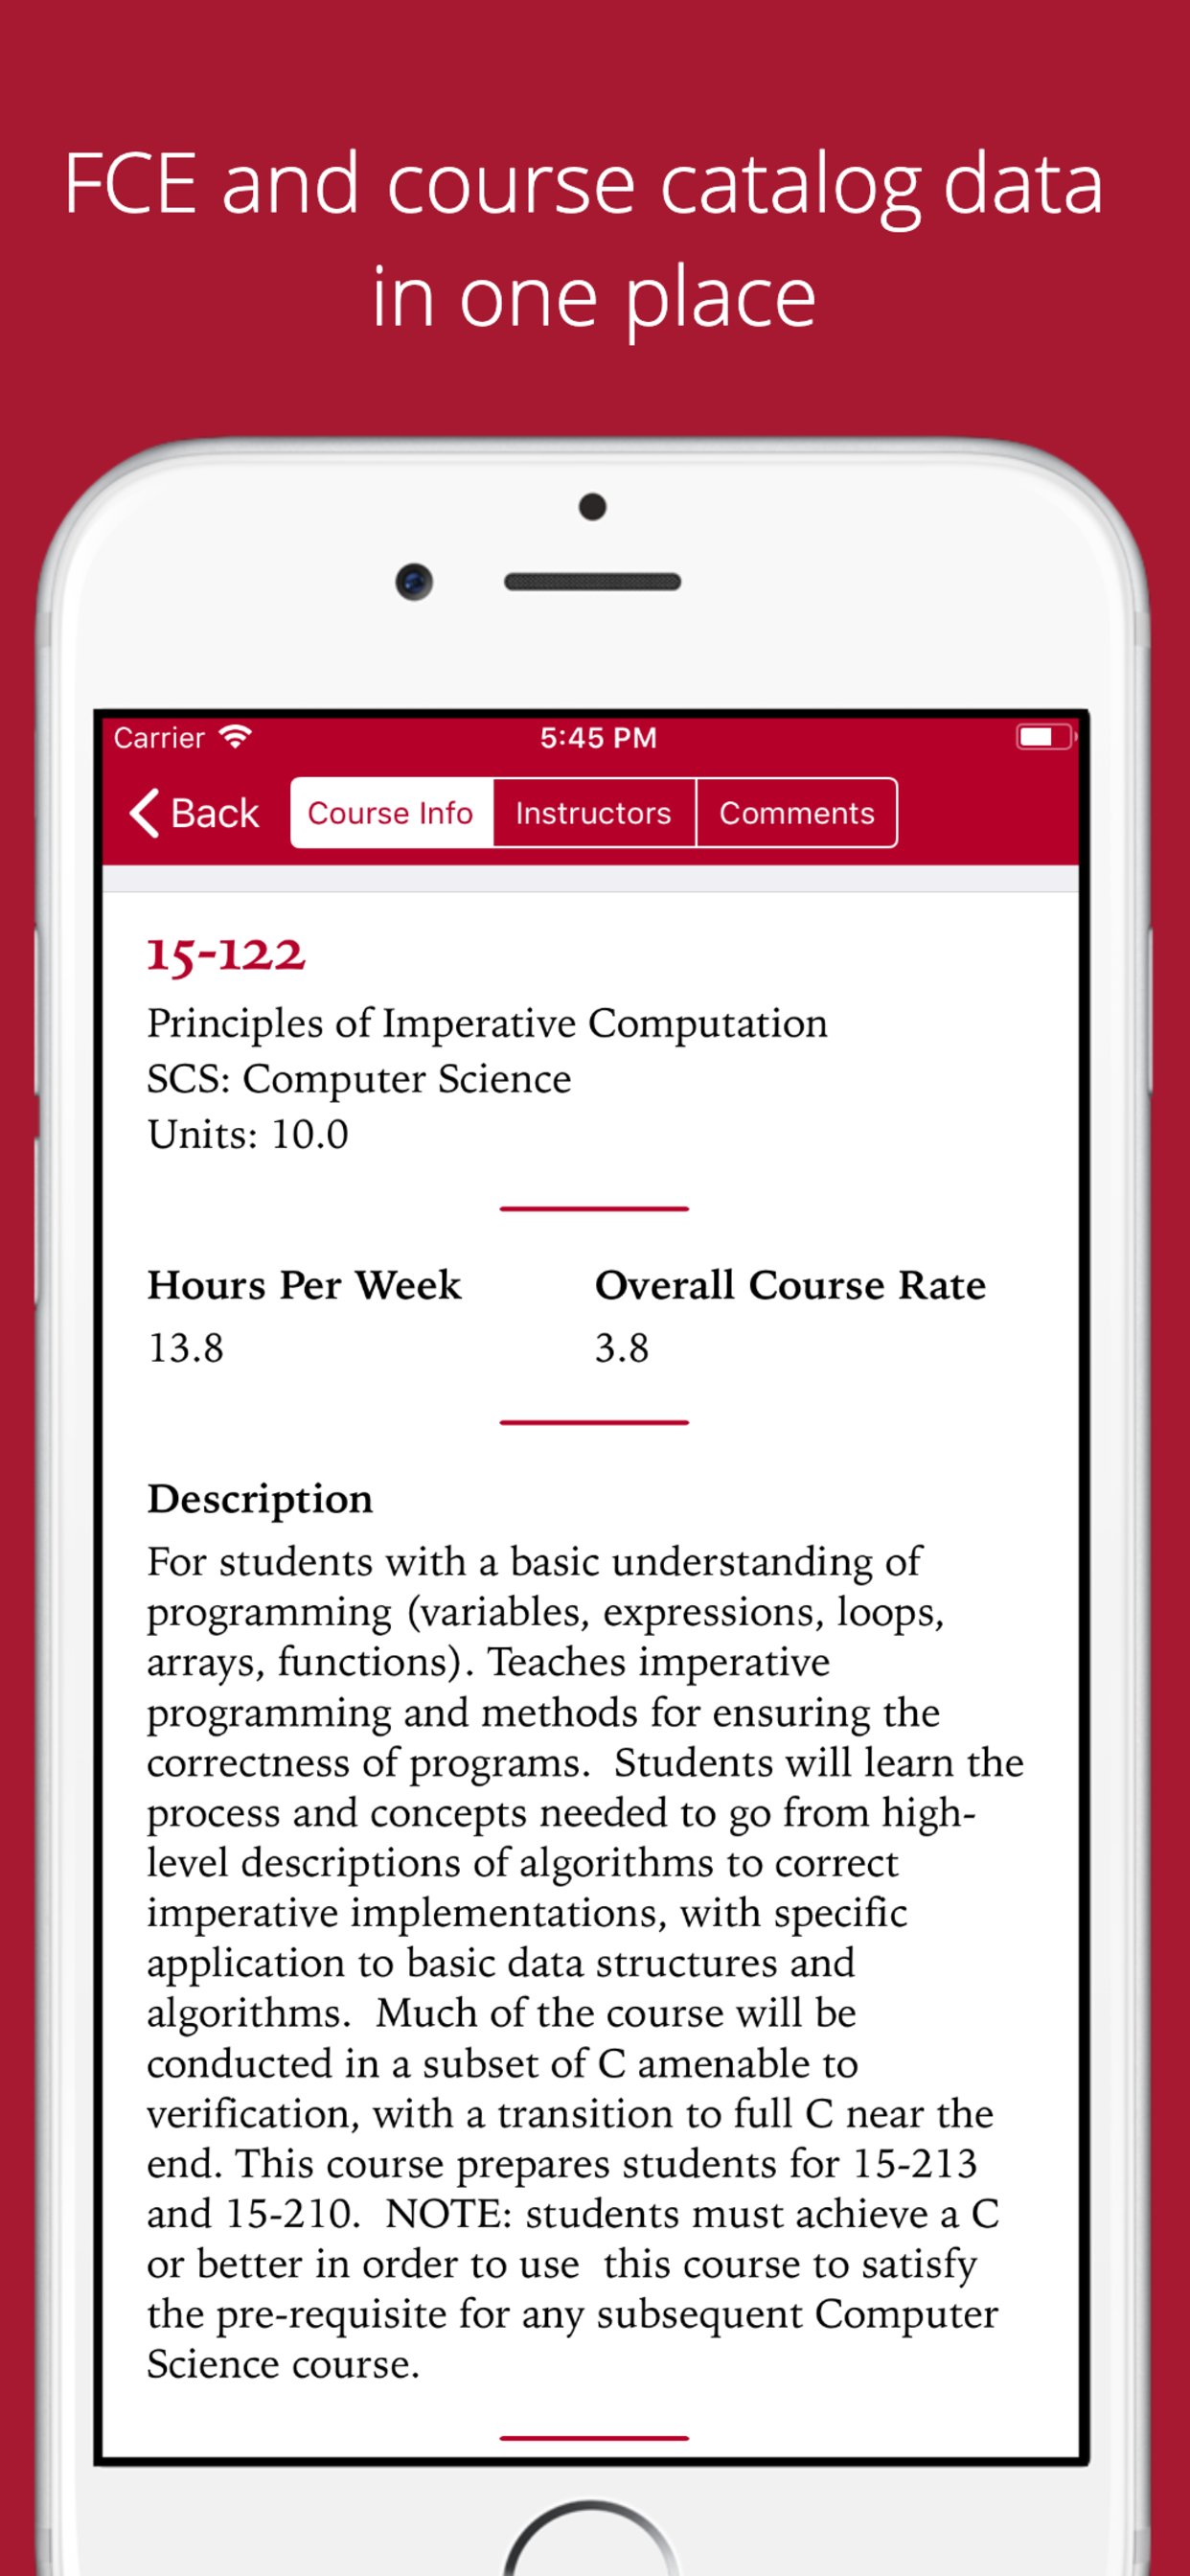 FCE and course catalog data
in one place
Carrier
5:45 PM
Back
Course Info
Instructors
Comments
15-122
Principles of Imperative Computation
SCS: Computer Science
Units: 10.0
Hours Per Week
Overall Course Rate
13.8
3.8
Description
For students with a basic understanding of
programming (variables, expressions, loops,
arrays, functions). Teaches imperative
programming and methods for ensuring the
correctness of programs.  Students will learn the
process and concepts needed to go from high-
level descriptions of algorithms to correct
imperative implementations, with specific
application to basic data structures and
algorithms.  Much of the course will be
conducted in a subset of C amenable to
verification, with a transition to full C near the
end. This course prepares students for 15-213
and 15-210.  NOTE: students must achieve a C
or better in order to use  this course to satisfy
the pre-requisite for any subsequent Computer
Science course.